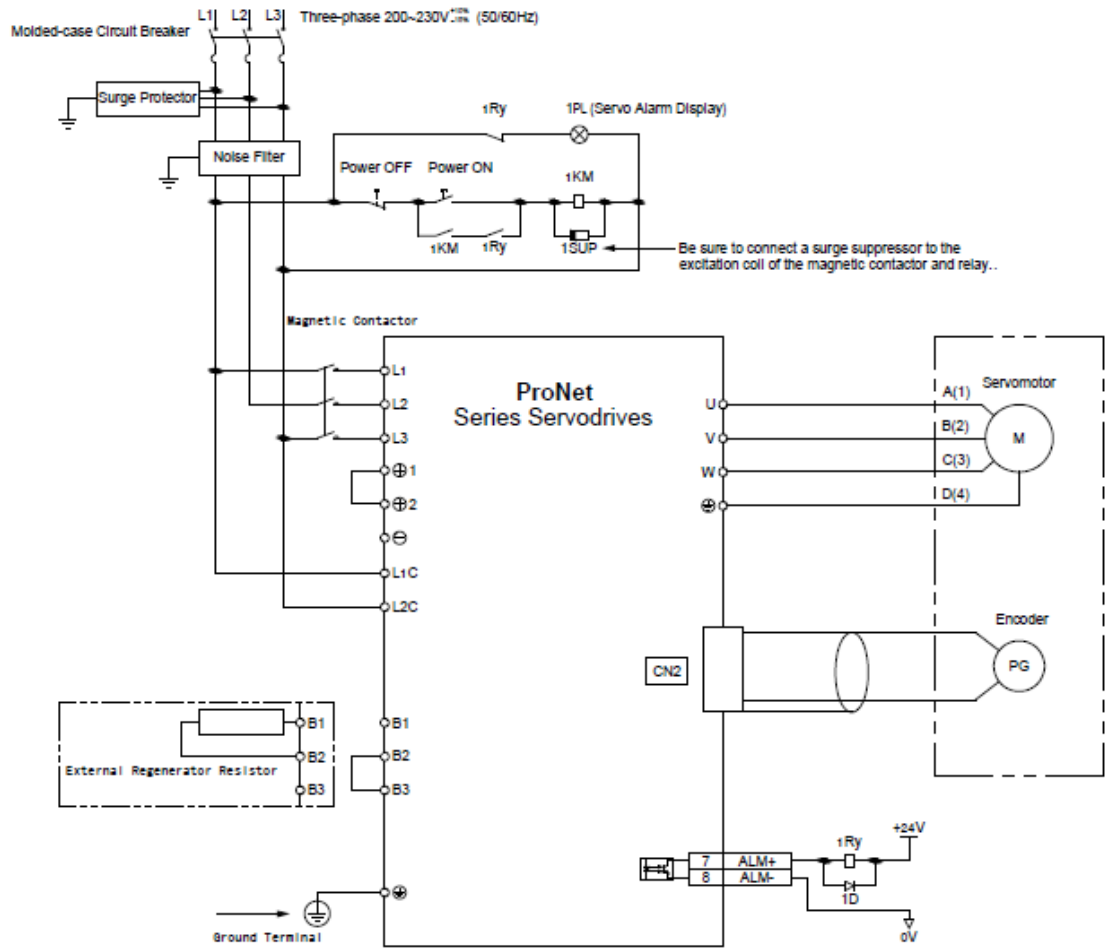 L1 L2 L3 Three-phase 200~230V +10% -15% (50/60Hz)
Molded-case Circuit Breaker
Surge Protector
1Ry 1PL (Servo Alarm Display)
Noise Filter
Power OFF Power ON 1KM
1KM 1Ry 1SUP
Be sure to connect a surge suppressor to the
excitation coil of the magnetic contactor and relay..
Magnetic Contactor
L1
ProNet
Series Servodrives
L2
L3
⊕1
⊕2
⊖
L1C
L2C
U
V
W
A(1)
B(2)
C(3)
D(4)
Servomotor
M
Encoder
PG
CN2
B1
B2
B3
External Regenerator Resistor
B1
B2
B3
+24V
1Ry
7 ALM+
8 ALM-
1D
0V
Ground Terminal